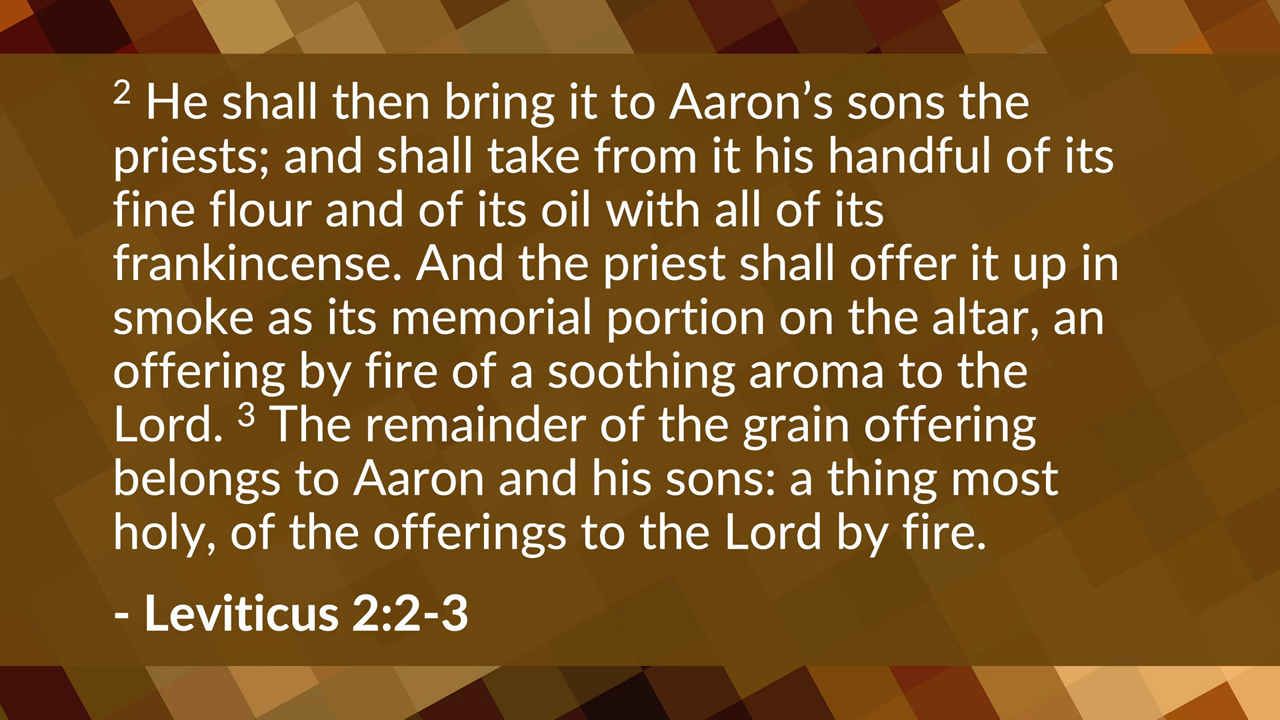 ² He shall then bring it to Aaron’s sons the
priests; and shall take from it his handful of its
fine flour and of its oil with all of its
frankincense. And the priest shall offer it up in
smoke as its memorial portion on the altar, an
offering by fire of a soothing aroma to the
Lord. ³ The remainder of the grain offering
belongs to Aaron and his sons: a thing most
holy, of the offerings to the Lord by fire.
- Leviticus 2:2-3